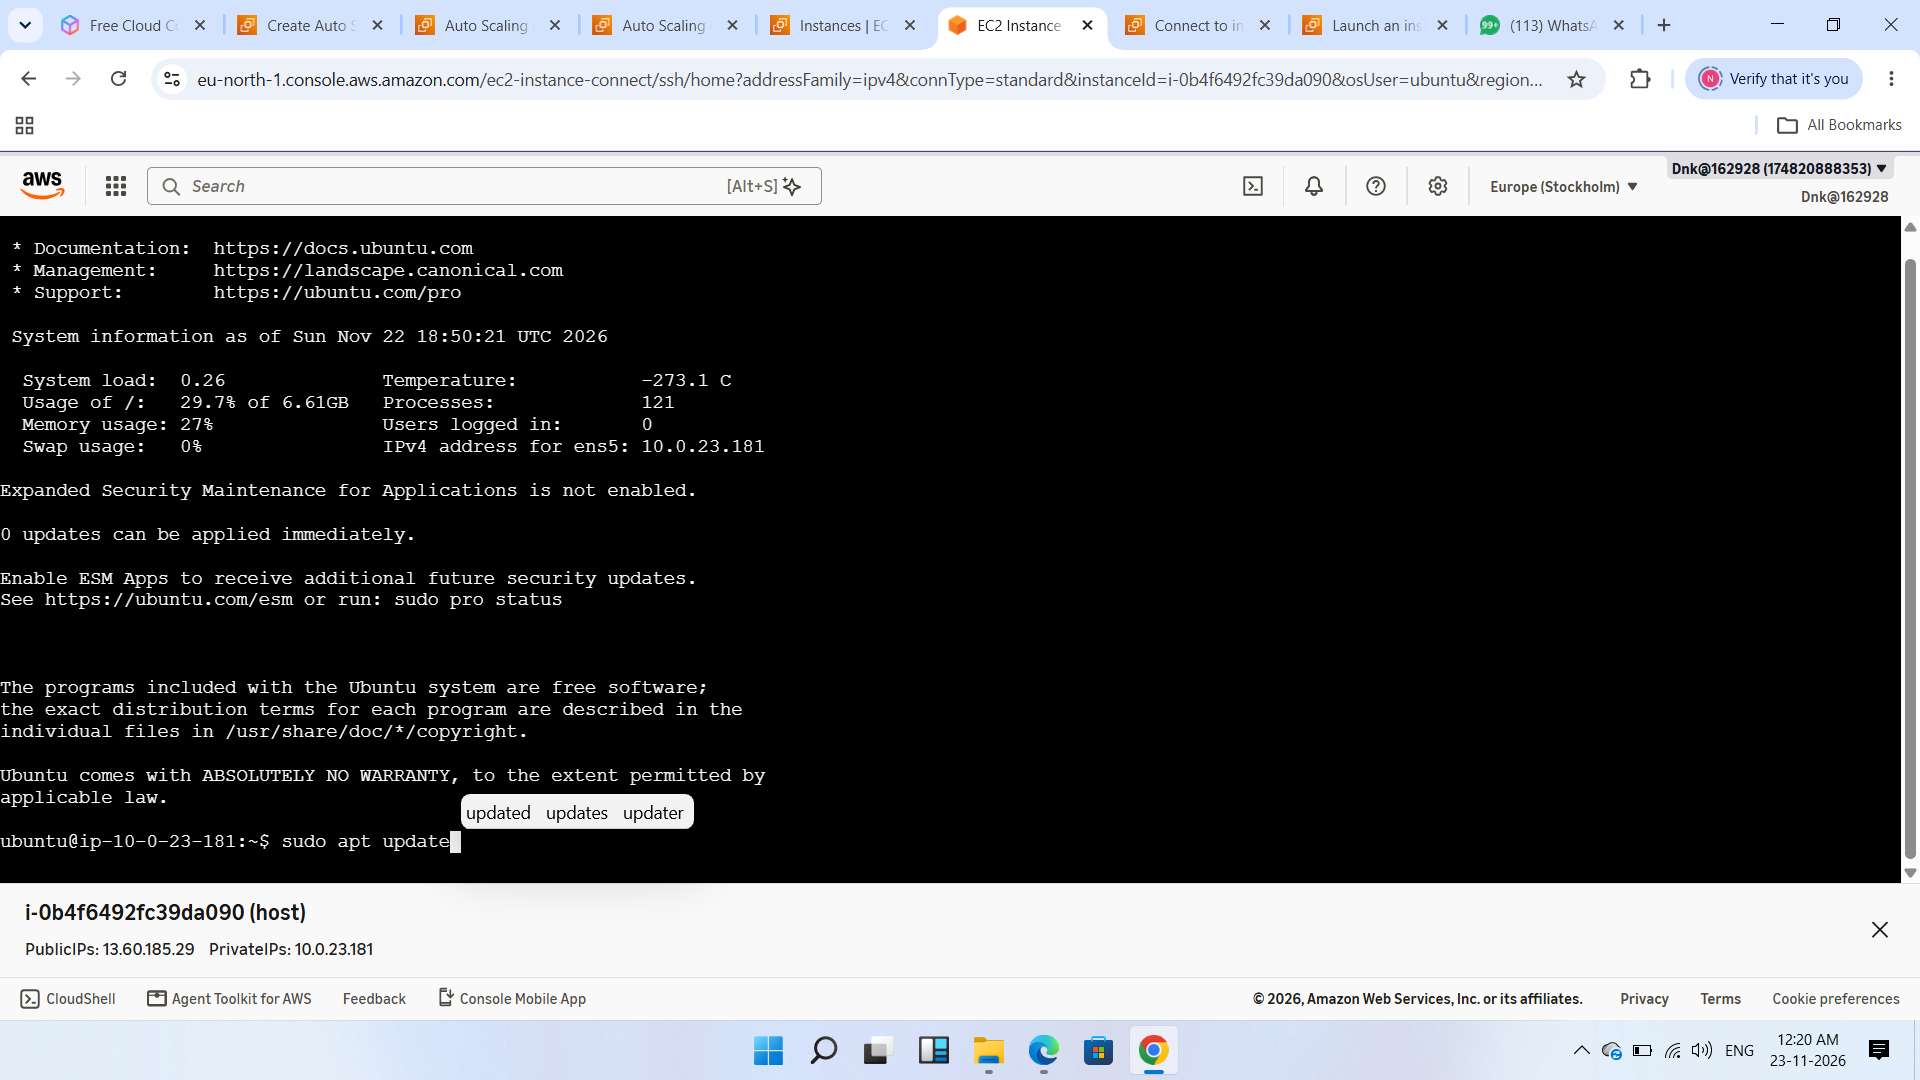 Free Cloud Co
Create Auto S
Auto Scaling
Auto Scaling
Instances | EC
EC2 Instance
Connect to in
Launch an ins
(113) WhatsA
eu-north-1.console.aws.amazon.com/ec2-instance-connect/ssh/home?addressFamily=ipv4&connType=standard&instanceId=i-0b4f6492fc39da090&osUser=ubuntu&region...
N
Verify that it's you
All Bookmarks
aws
Search
[Alt+S]
Europe (Stockholm)
Dnk@162928 (174820888353)
Dnk@162928
* Documentation:  https://docs.ubuntu.com
* Management:     https://landscape.canonical.com
* Support:        https://ubuntu.com/pro
System information as of Sun Nov 22 18:50:21 UTC 2026
System load:  0.26              Temperature:           -273.1 C
Usage of /:   29.7% of 6.61GB   Processes:             121
Memory usage: 27%               Users logged in:       0
Swap usage:   0%                IPv4 address for ens5: 10.0.23.181
Expanded Security Maintenance for Applications is not enabled.
0 updates can be applied immediately.
Enable ESM Apps to receive additional future security updates.
See https://ubuntu.com/esm or run: sudo pro status
The programs included with the Ubuntu system are free software;
the exact distribution terms for each program are described in the
individual files in /usr/share/doc/*/copyright.
Ubuntu comes with ABSOLUTELY NO WARRANTY, to the extent permitted by
applicable law.
updated updates updater
ubuntu@ip-10-0-23-181:~$ sudo apt update
i-0b4f6492fc39da090 (host)
PublicIPs: 13.60.185.29 PrivateIPs: 10.0.23.181
CloudShell
Agent Toolkit for AWS
Feedback
Console Mobile App
© 2026, Amazon Web Services, Inc. or its affiliates.
Privacy
Terms
Cookie preferences
ENG
12:20 AM
23-11-2026